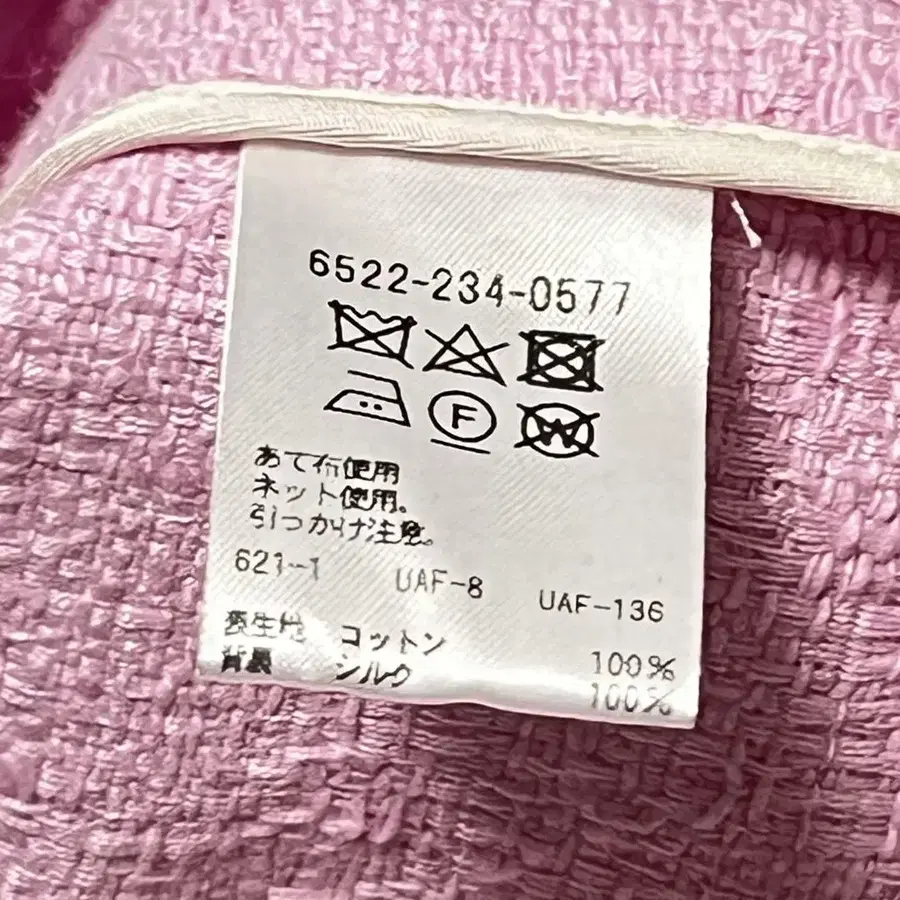 6522-234-0577
F
W
あて布使用
ネット使用。
引っかけ注意。
621-1 UAF-8 UAF-136
表生地 コットン 100%
背裏 シルク 100%